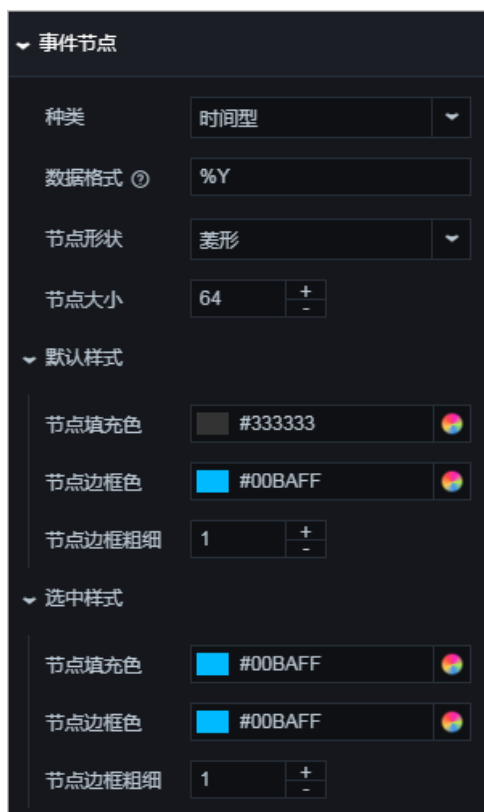 事件节点
种类 时间型
数据格式 ? %Y
节点形状 菱形
节点大小 64 + -
默认样式
节点填充色 #333333
节点边框色 #00BAFF
节点边框粗细 1 + -
选中样式
节点填充色 #00BAFF
节点边框色 #00BAFF
节点边框粗细 1 + -